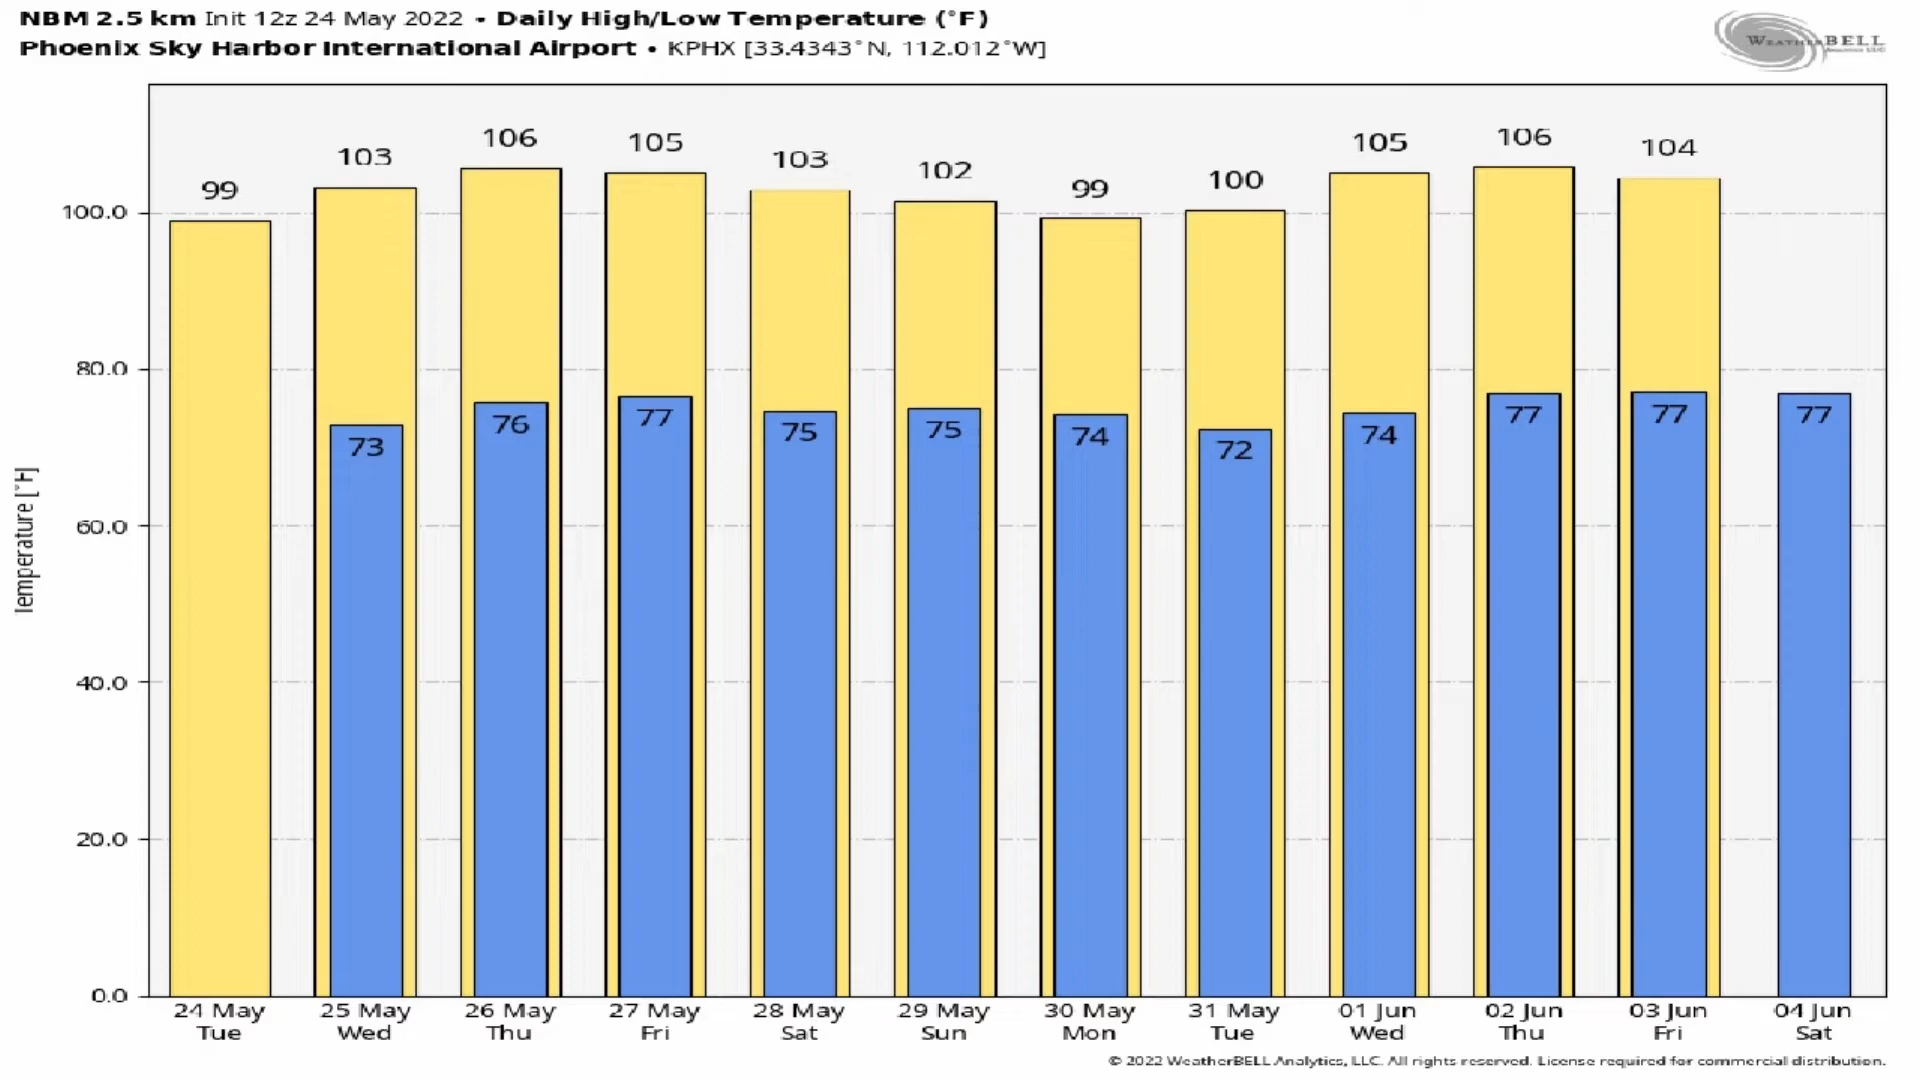 NBM 2.5 km Init 12z 24 May 2022 • Daily High/Low Temperature (°F)
Phoenix Sky Harbor International Airport • KPHX [33.4343°N, 112.012°W]
WEATHERBELL
Temperature [°F]
100.0
80.0
60.0
40.0
20.0
0.0
99 103 106 105 103 102 99 100 105 106 104
73 76 77 75 75 74 72 74 77 77 77
24 May 25 May 26 May 27 May 28 May 29 May 30 May 31 May 01 Jun 02 Jun 03 Jun 04 Jun
Tue Wed Thu Fri Sat Sun Mon Tue Wed Thu Fri Sat
© 2022 WeatherBELL Analytics, LLC. All rights reserved. License required for commercial distribution.